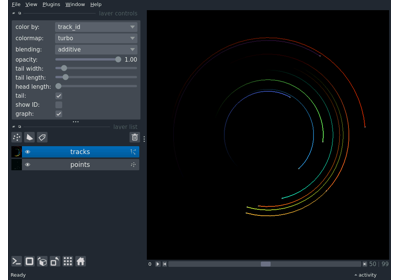 File View Plugins Window Help
layer controls
color by: track_id
colormap: turbo
blending: additive
opacity: 1.00
tail width:
tail length:
head length:
tail:
show ID:
graph:
layer list
tracks
points
50 99
Ready
activity